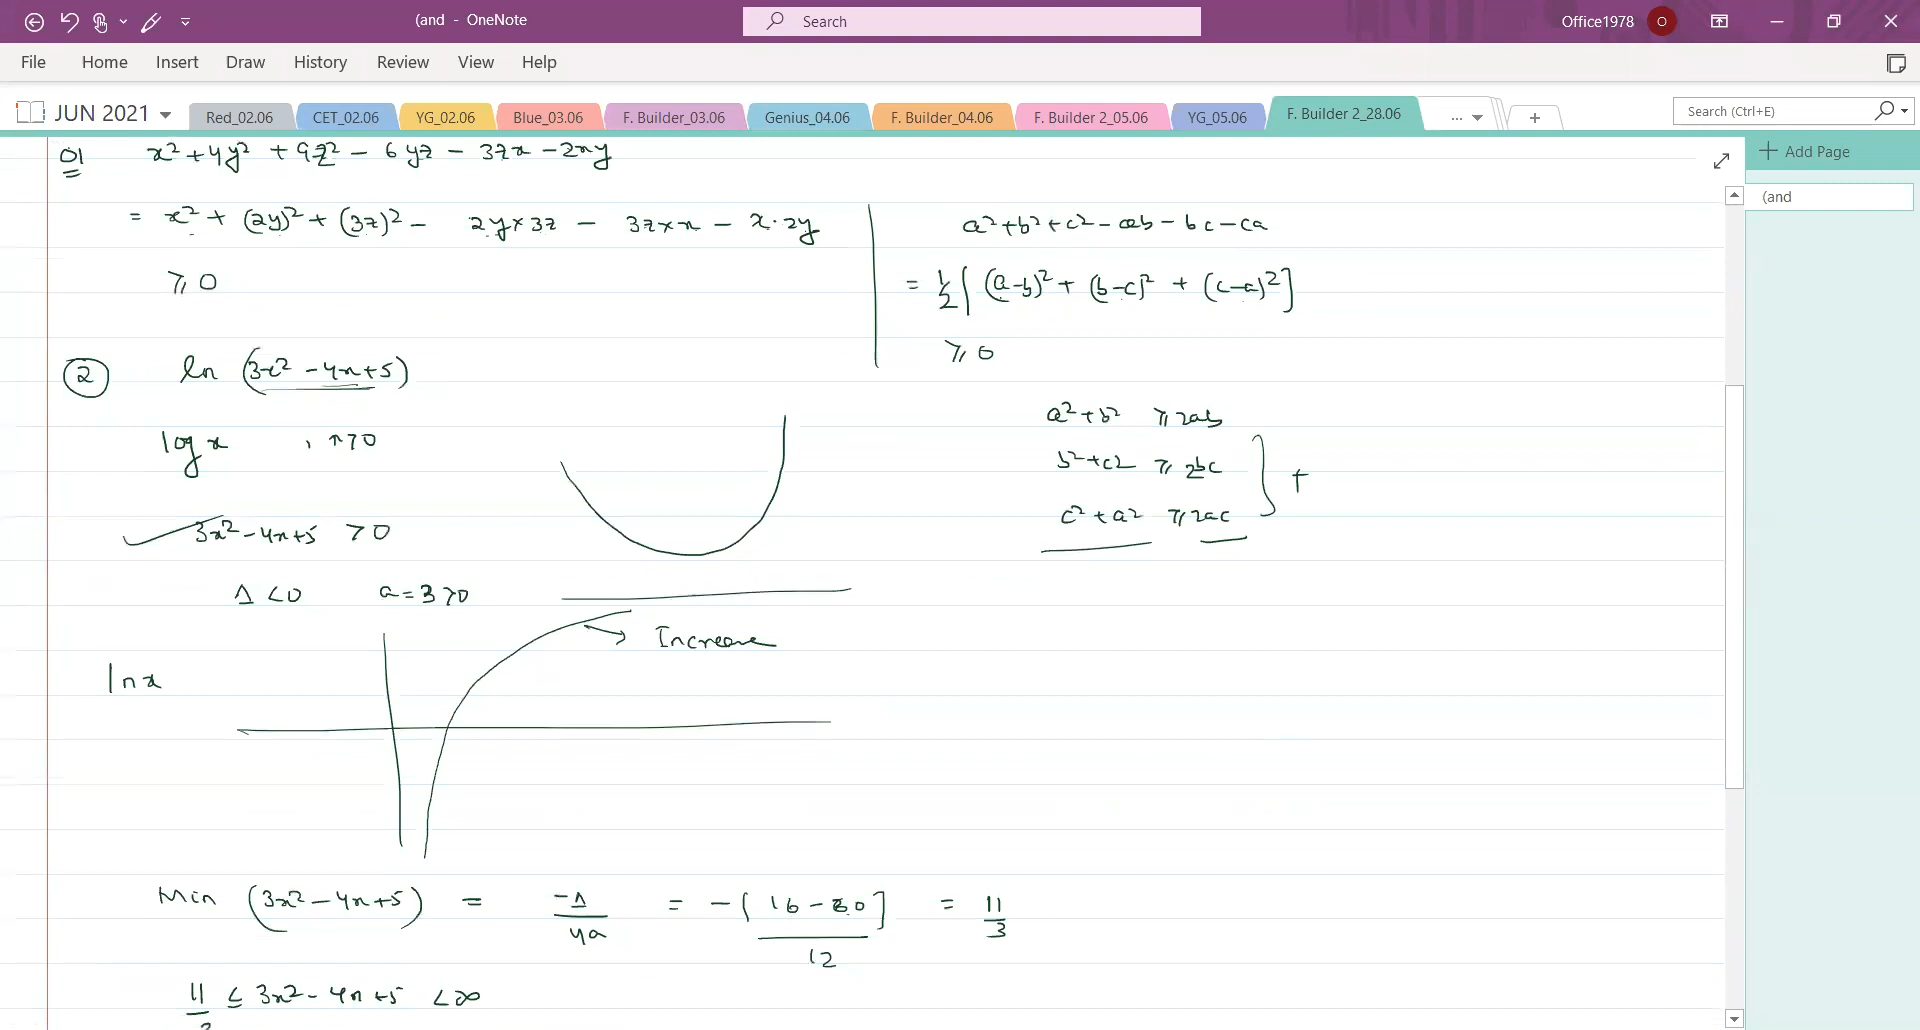 (and - OneNote
Search
Office1978
O
File Home Insert Draw History Review View Help
JUN 2021
Red_02.06 CET_02.06 YG_02.06 Blue_03.06 F. Builder_03.06 Genius_04.06 F. Builder_04.06 F. Builder 2_05.06 YG_05.06 F. Builder 2_28.06 ... +
Search (Ctrl+E)
Add Page
(and
01 x² + 4y² + 9z² - 6yz - 3zx - 2xy
= x² + (2y)² + (3z)² - 2y×3z - 3z×x - x·2y
≥ 0
a² + b² + c² - ab - bc - ca
= 1/2 [(a-b)² + (b-c)² + (c-a)²]
≥ 0
2 ln (3x² - 4x + 5)
log x , x > 0
a² + b² ≥ 2ab
b² + c² ≥ 2bc
c² + a² ≥ 2ac
+
3x² - 4x + 5 > 0
Δ < 0 a = 3 > 0
Increase
ln x
Min (3x² - 4x + 5) = -Δ/4a = -[16 - 60]/12 = 11/3
11/3 ≤ 3x² - 4x + 5 < ∞